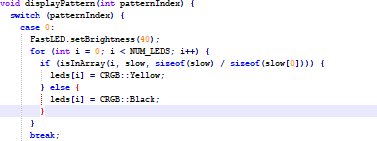 void displayPattern(int patternIndex) {
  switch (patternIndex) {
    case 0:
      FastLED.setBrightness(40);
      for (int i = 0; i < NUM_LEDS; i++) {
        if (isInArray(i, slow, sizeof(slow) / sizeof(slow[0]))) {
          leds[i] = CRGB::Yellow;
        } else {
          leds[i] = CRGB::Black;
        }
      }
      break;